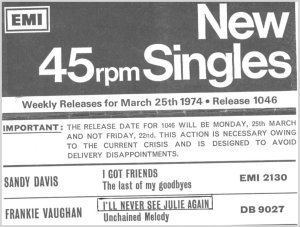 EMI
New
45rpm Singles
Weekly Releases for March 25th 1974 • Release 1046
IMPORTANT: THE RELEASE DATE FOR 1046 WILL BE MONDAY, 25th MARCH
AND NOT FRIDAY, 22nd. THIS ACTION IS NECESSARY OWING
TO THE CURRENT CRISIS AND IS DESIGNED TO AVOID
DELIVERY DISAPPOINTMENTS.
SANDY DAVIS I GOT FRIENDS EMI 2130
The last of my goodbyes
FRANKIE VAUGHAN I'LL NEVER SEE JULIE AGAIN DB 9027
Unchained Melody